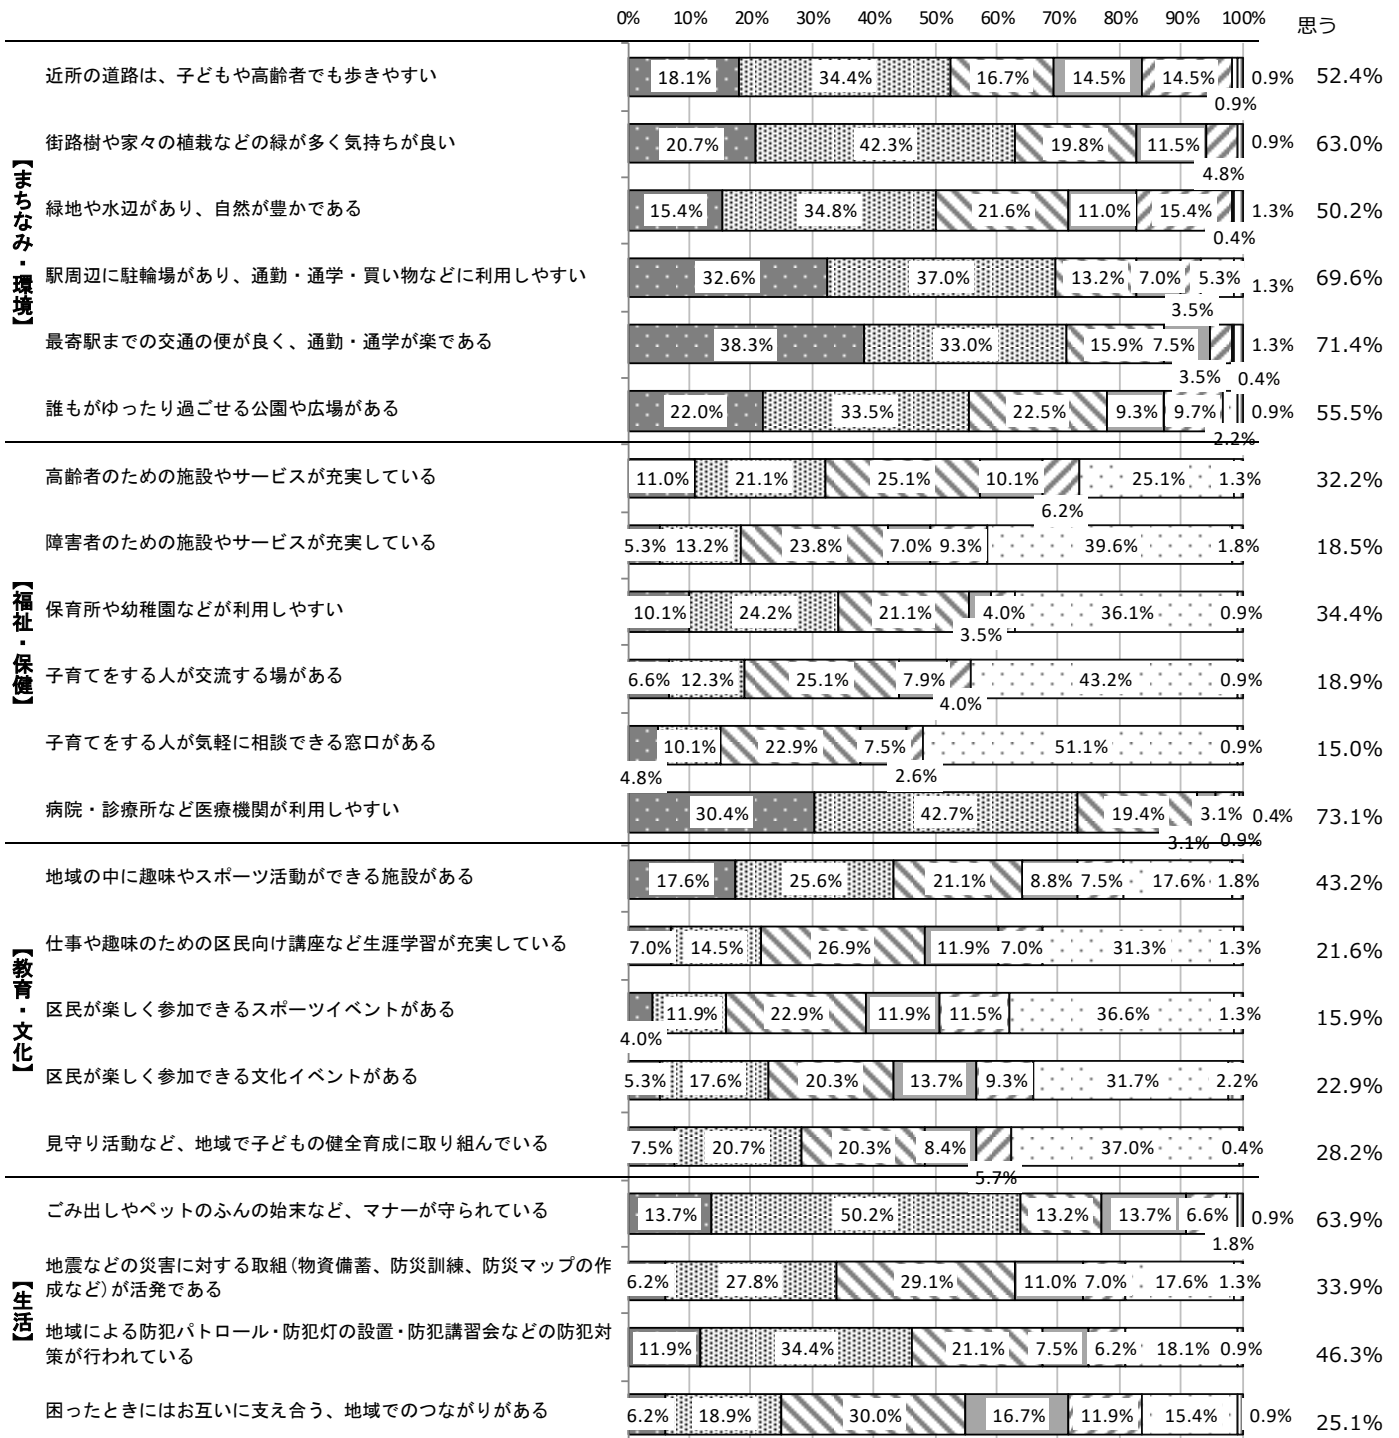 0% 10% 20% 30% 40% 50% 60% 70% 80% 90% 100% 思う
【まちなみ・環境】
近所の道路は、子どもや高齢者でも歩きやすい 18.1% 34.4% 16.7% 14.5% 14.5% 0.9% 52.4%
0.9%
街路樹や家々の植栽などの緑が多く気持ちが良い 20.7% 42.3% 19.8% 11.5% 0.9% 63.0%
4.8%
緑地や水辺があり、自然が豊かである 15.4% 34.8% 21.6% 11.0% 15.4% 1.3% 50.2%
0.4%
駅周辺に駐輪場があり、通勤・通学・買い物などに利用しやすい 32.6% 37.0% 13.2% 7.0% 5.3% 1.3% 69.6%
3.5%
最寄駅までの交通の便が良く、通勤・通学が楽である 38.3% 33.0% 15.9% 7.5% 1.3% 71.4%
3.5% 0.4%
誰もがゆったり過ごせる公園や広場がある 22.0% 33.5% 22.5% 9.3% 9.7% 0.9% 55.5%
2.2%
【福祉・保健】
高齢者のための施設やサービスが充実している 11.0% 21.1% 25.1% 10.1% 25.1% 1.3% 32.2%
6.2%
障害者のための施設やサービスが充実している 5.3% 13.2% 23.8% 7.0% 9.3% 39.6% 1.8% 18.5%
保育所や幼稚園などが利用しやすい 10.1% 24.2% 21.1% 4.0% 36.1% 0.9% 34.4%
3.5%
子育てをする人が交流する場がある 6.6% 12.3% 25.1% 7.9% 43.2% 0.9% 18.9%
4.0%
子育てをする人が気軽に相談できる窓口がある 10.1% 22.9% 7.5% 51.1% 0.9% 15.0%
4.8% 2.6%
病院・診療所など医療機関が利用しやすい 30.4% 42.7% 19.4% 3.1% 0.4% 73.1%
3.1% 0.9%
【教育・文化】
地域の中に趣味やスポーツ活動ができる施設がある 17.6% 25.6% 21.1% 8.8% 7.5% 17.6% 1.8% 43.2%
仕事や趣味のための区民向け講座など生涯学習が充実している 7.0% 14.5% 26.9% 11.9% 7.0% 31.3% 1.3% 21.6%
区民が楽しく参加できるスポーツイベントがある 11.9% 22.9% 11.9% 11.5% 36.6% 1.3% 15.9%
4.0%
区民が楽しく参加できる文化イベントがある 5.3% 17.6% 20.3% 13.7% 9.3% 31.7% 2.2% 22.9%
見守り活動など、地域で子どもの健全育成に取り組んでいる 7.5% 20.7% 20.3% 8.4% 37.0% 0.4% 28.2%
5.7%
【生活】
ごみ出しやペットのふんの始末など、マナーが守られている 13.7% 50.2% 13.2% 13.7% 6.6% 0.9% 63.9%
1.8%
地震などの災害に対する取組(物資備蓄、防災訓練、防災マップの作
成など)が活発である 6.2% 27.8% 29.1% 11.0% 7.0% 17.6% 1.3% 33.9%
地域による防犯パトロール・防犯灯の設置・防犯講習会などの防犯対
策が行われている 11.9% 34.4% 21.1% 7.5% 6.2% 18.1% 0.9% 46.3%
困ったときにはお互いに支え合う、地域でのつながりがある 6.2% 18.9% 30.0% 16.7% 11.9% 15.4% 0.9% 25.1%